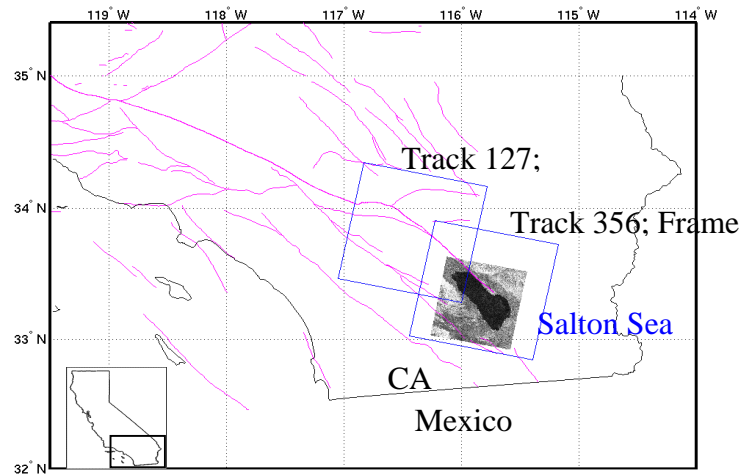 119° W 118° W 117° W 116° W 115° W 114° W
35° N
Track 127;
34° N
Track 356; Frame
Salton Sea
33° N
CA
Mexico
32° N